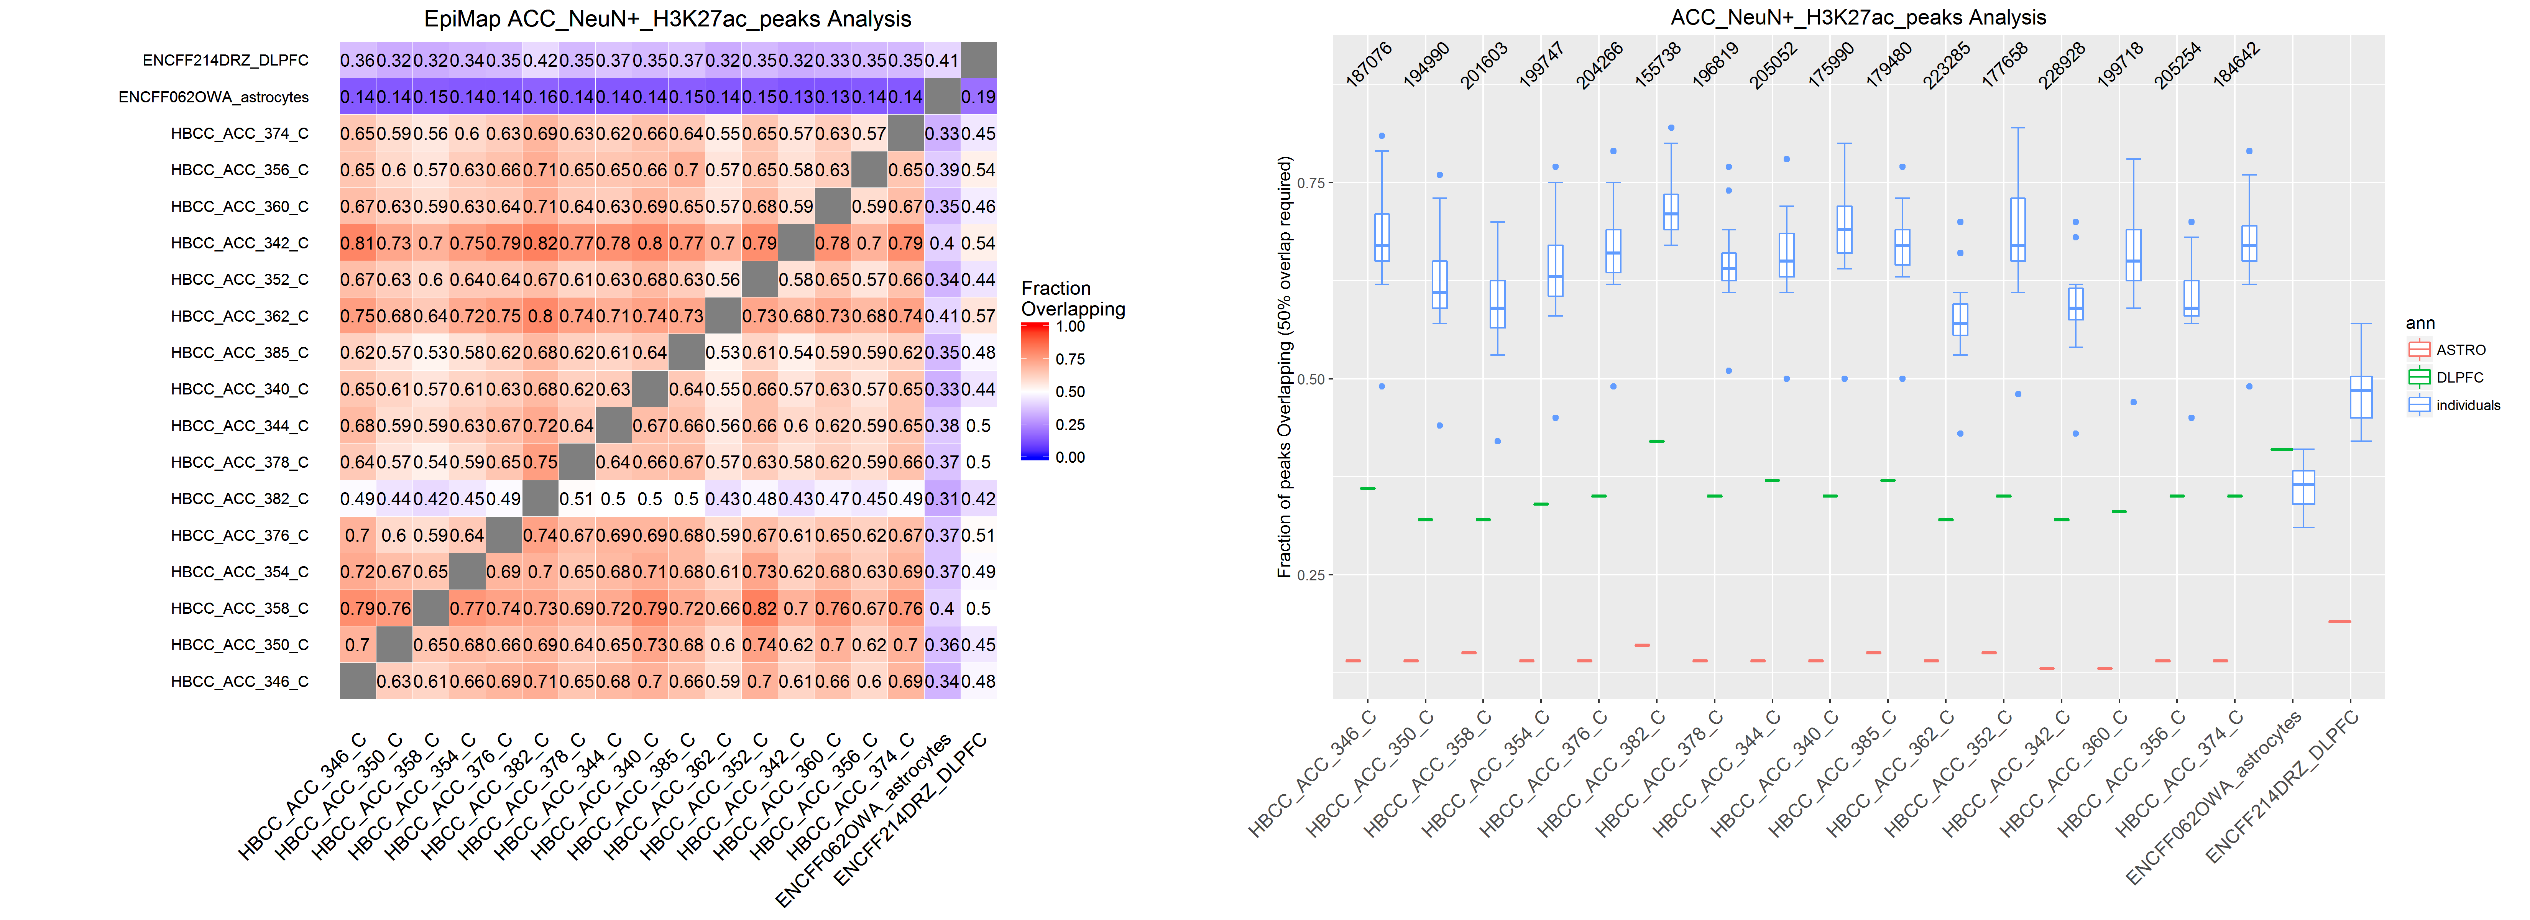 EpiMap ACC_NeuN+_H3K27ac_peaks Analysis
ENCFF214DRZ_DLPFC 0.36 0.32 0.32 0.34 0.35 0.42 0.35 0.37 0.35 0.37 0.32 0.35 0.32 0.33 0.35 0.35 0.41
ENCFF062OWA_astrocytes 0.14 0.14 0.15 0.14 0.14 0.16 0.14 0.14 0.14 0.15 0.14 0.15 0.13 0.13 0.14 0.14 0.19
HBCC_ACC_374_C 0.65 0.59 0.56 0.6 0.63 0.69 0.63 0.62 0.66 0.64 0.55 0.65 0.57 0.63 0.57 0.33 0.45
HBCC_ACC_356_C 0.65 0.6 0.57 0.63 0.66 0.71 0.65 0.65 0.66 0.7 0.57 0.65 0.58 0.63 0.65 0.39 0.54
HBCC_ACC_360_C 0.67 0.63 0.59 0.63 0.64 0.71 0.64 0.63 0.69 0.65 0.57 0.68 0.59 0.59 0.67 0.35 0.46
HBCC_ACC_342_C 0.81 0.73 0.7 0.75 0.79 0.82 0.77 0.78 0.8 0.77 0.7 0.79 0.78 0.7 0.79 0.4 0.54
HBCC_ACC_352_C 0.67 0.63 0.6 0.64 0.64 0.67 0.61 0.63 0.68 0.63 0.56 0.58 0.65 0.57 0.66 0.34 0.44
HBCC_ACC_362_C 0.75 0.68 0.64 0.72 0.75 0.8 0.74 0.71 0.74 0.73 0.73 0.68 0.73 0.68 0.74 0.41 0.57
HBCC_ACC_385_C 0.62 0.57 0.53 0.58 0.62 0.68 0.62 0.61 0.64 0.53 0.61 0.54 0.59 0.59 0.62 0.35 0.48
HBCC_ACC_340_C 0.65 0.61 0.57 0.61 0.63 0.68 0.62 0.63 0.64 0.55 0.66 0.57 0.63 0.57 0.65 0.33 0.44
HBCC_ACC_344_C 0.68 0.59 0.59 0.63 0.67 0.72 0.64 0.67 0.66 0.56 0.66 0.6 0.62 0.59 0.65 0.38 0.5
HBCC_ACC_378_C 0.64 0.57 0.54 0.59 0.65 0.75 0.64 0.66 0.67 0.57 0.63 0.58 0.62 0.59 0.66 0.37 0.5
HBCC_ACC_382_C 0.49 0.44 0.42 0.45 0.49 0.51 0.5 0.5 0.5 0.43 0.48 0.43 0.47 0.45 0.49 0.31 0.42
HBCC_ACC_376_C 0.7 0.6 0.59 0.64 0.74 0.67 0.69 0.69 0.68 0.59 0.67 0.61 0.65 0.62 0.67 0.37 0.51
HBCC_ACC_354_C 0.72 0.67 0.65 0.69 0.7 0.65 0.68 0.71 0.68 0.61 0.73 0.62 0.68 0.63 0.69 0.37 0.49
HBCC_ACC_358_C 0.79 0.76 0.77 0.74 0.73 0.69 0.72 0.79 0.72 0.66 0.82 0.7 0.76 0.67 0.76 0.4 0.5
HBCC_ACC_350_C 0.7 0.65 0.68 0.66 0.69 0.64 0.65 0.73 0.68 0.6 0.74 0.62 0.7 0.62 0.7 0.36 0.45
HBCC_ACC_346_C 0.63 0.61 0.66 0.69 0.71 0.65 0.68 0.7 0.66 0.59 0.7 0.61 0.66 0.6 0.69 0.34 0.48
HBCC_ACC_346_C
HBCC_ACC_350_C
HBCC_ACC_358_C
HBCC_ACC_354_C
HBCC_ACC_376_C
HBCC_ACC_382_C
HBCC_ACC_378_C
HBCC_ACC_344_C
HBCC_ACC_340_C
HBCC_ACC_385_C
HBCC_ACC_362_C
HBCC_ACC_352_C
HBCC_ACC_342_C
HBCC_ACC_360_C
HBCC_ACC_356_C
HBCC_ACC_374_C
ENCFF062OWA_astrocytes
ENCFF214DRZ_DLPFC
Fraction
Overlapping
1.00
0.75
0.50
0.25
0.00
ACC_NeuN+_H3K27ac_peaks Analysis
187076 194990 201603 199747 204266 155738 196819 205052 175990 179480 223285 177658 228928 199718 205254 184642
Fraction of peaks Overlapping (50% overlap required)
0.75
0.50
0.25
HBCC_ACC_346_C
HBCC_ACC_350_C
HBCC_ACC_358_C
HBCC_ACC_354_C
HBCC_ACC_376_C
HBCC_ACC_382_C
HBCC_ACC_378_C
HBCC_ACC_344_C
HBCC_ACC_340_C
HBCC_ACC_385_C
HBCC_ACC_362_C
HBCC_ACC_352_C
HBCC_ACC_342_C
HBCC_ACC_360_C
HBCC_ACC_356_C
HBCC_ACC_374_C
ENCFF062OWA_astrocytes
ENCFF214DRZ_DLPFC
ann
ASTRO
DLPFC
individuals